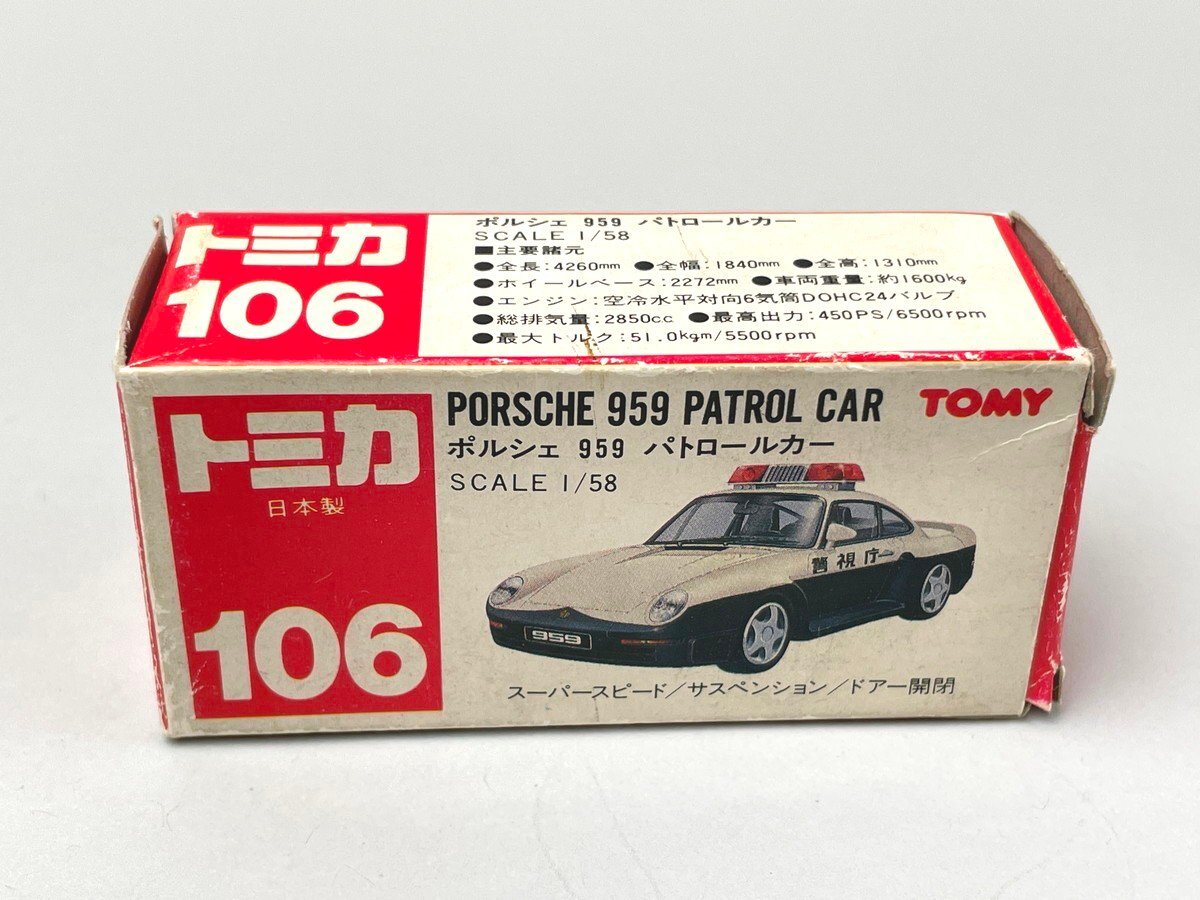 トミカ
106
ポルシェ 959 パトロールカー
SCALE 1/58
■主要諸元
●全長:4260mm ●全幅:1840mm ●全高:1310mm
●ホイールベース:2272mm ●車両重量:約1600kg
●エンジン:空冷水平対向6気筒DOHC24バルブ
●総排気量:2850cc ●最高出力:450PS/6500rpm
●最大トルク:51.0kgm/5500rpm
トミカ
日本製
106
PORSCHE 959 PATROL CAR
TOMY
ポルシェ 959 パトロールカー
SCALE 1/58
警視庁
959
スーパースピード/サスペンション/ドアー開閉